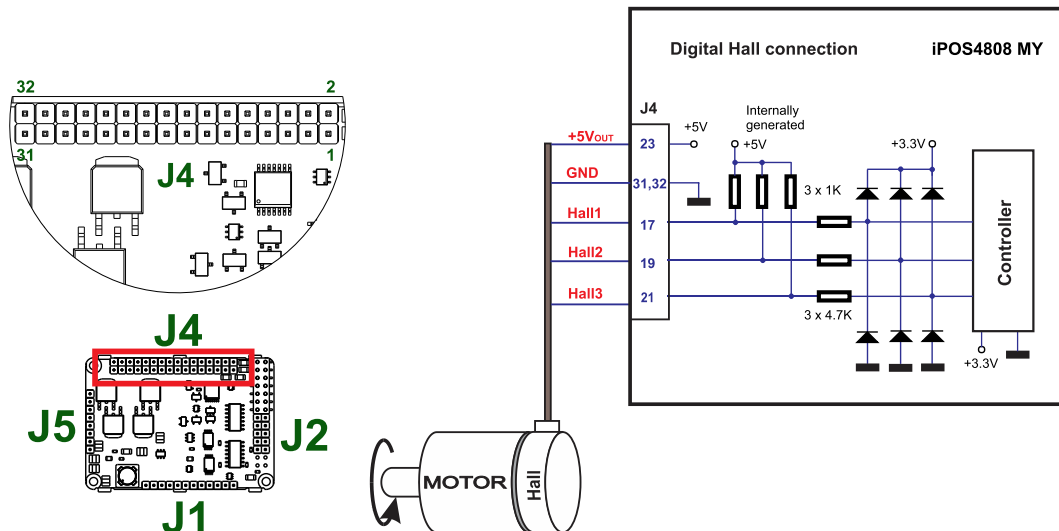 32
2
31
1
J4
J4
J5
J2
J1
Digital Hall connection
iPOS4808 MY
J4
Internally
generated
+5VOUT
23
+5V
+5V
+3.3V
GND
31,32
3 x 1K
Hall1
17
Hall2
19
Hall3
21
3 x 4.7K
Controller
+3.3V
MOTOR
Hall